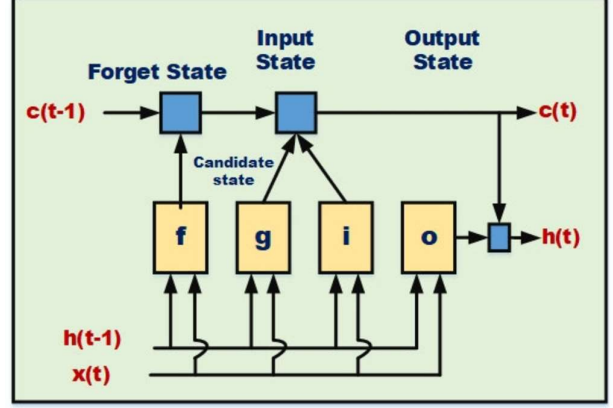 Input
State
Output
State
Forget State
c(t-1)
c(t)
Candidate
state
f
g
i
o
h(t)
h(t-1)
x(t)